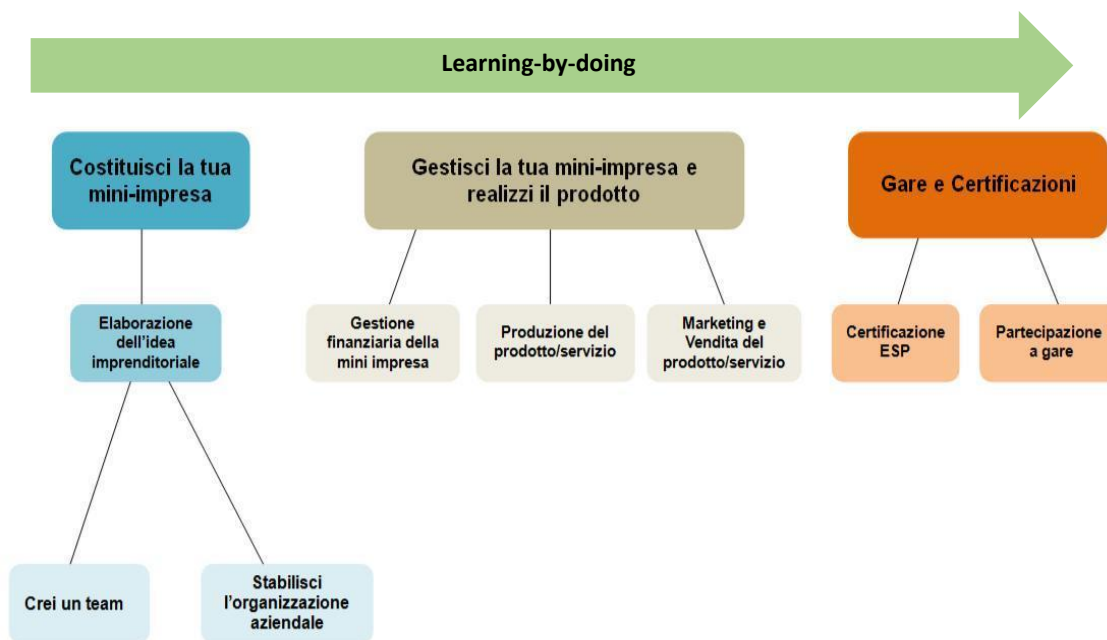 Learning-by-doing
Costituisci la tua
mini-impresa
Gestisci la tua mini-impresa e
realizzi il prodotto
Gare e Certificazioni
Elaborazione
dell'idea
imprenditoriale
Gestione
finanziaria della
mini impresa
Produzione del
prodotto/servizio
Marketing e
Vendita del
prodotto/servizio
Certificazione
ESP
Partecipazione
a gare
Crei un team
Stabilisci
l'organizzazione
aziendale